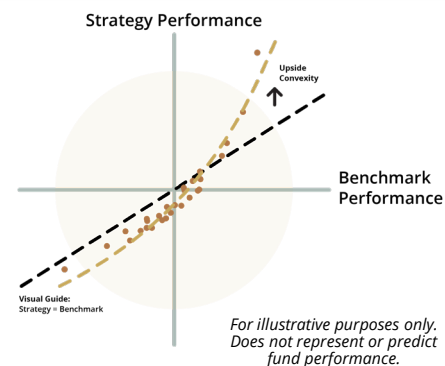 Strategy Performance
Upside
Convexity
Benchmark
Performance
Visual Guide:
Strategy = Benchmark
For illustrative purposes only.
Does not represent or predict
fund performance.